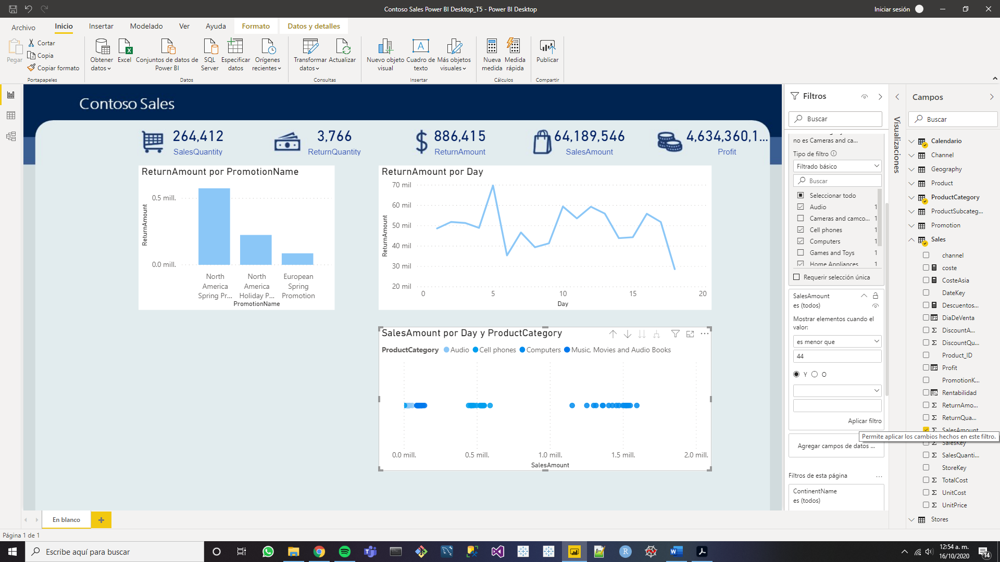 Contoso Sales Power BI Desktop_T5 - Power BI Desktop
Iniciar sesión
Archivo
Inicio
Insertar
Modelado
Ver
Ayuda
Formato
Datos y detalles
Pegar
Cortar
Copia
Copiar formato
Portapapeles
Obtener datos
Excel
Conjuntos de datos de Power BI
SQL Server
Especificar datos
Orígenes recientes
Datos
Transformar datos
Actualizar
Consultas
Nuevo objeto visual
Cuadro de texto
Más objetos visuales
Insertar
Nueva medida
Medida rápida
Cálculos
Publicar
Compartir
Contoso Sales
264,412
SalesQuantity
3,766
ReturnQuantity
886,415
ReturnAmount
64,189,546
SalesAmount
4,634,360,1...
Profit
ReturnAmount por PromotionName
ReturnAmount
0.5 mill.
0.0 mill.
North America Spring Pr...
North America Holiday P...
European Spring Promotion
PromotionName
ReturnAmount por Day
ReturnAmount
70 mil
60 mil
50 mil
40 mil
30 mil
20 mil
0
5
10
15
20
Day
SalesAmount por Day y ProductCategory
ProductCategory
Audio
Cell phones
Computers
Music, Movies and Audio Books
0.0 mill.
0.5 mill.
1.0 mill.
1.5 mill.
2.0 mill.
SalesAmount
Filtros
Buscar
no es Cameras and ca...
Tipo de filtro
Filtrado básico
Buscar
Seleccionar todo
Audio 1
Cameras and camco... 1
Cell phones 1
Computers 1
Games and Toys 1
Home Appliances 1
Requerir selección única
SalesAmount
es (todos)
Mostrar elementos cuando el valor:
es menor que
44
Y
O
Aplicar filtro
Permite aplicar los cambios hechos en este filtro.
Agregar campos de datos ...
Filtros de esta página
ContinentName
es (todos)
Visualizaciones
Campos
Buscar
Calendario
Channel
Geography
Product
ProductCategory
ProductSubcateg...
Promotion
Sales
channel
coste
CosteAsia
DateKey
Descuentos...
DiaDeVenta
DiscountA...
DiscountQu...
Product_ID
Profit
PromotionK...
Rentabilidad
ReturnAmo...
ReturnQua...
SalesAmount
SalesKey
SalesQuanti...
StoreKey
TotalCost
UnitCost
UnitPrice
Stores
En blanco
Página 1 de 1
Escribe aquí para buscar
12:54 a. m.
16/10/2020
14